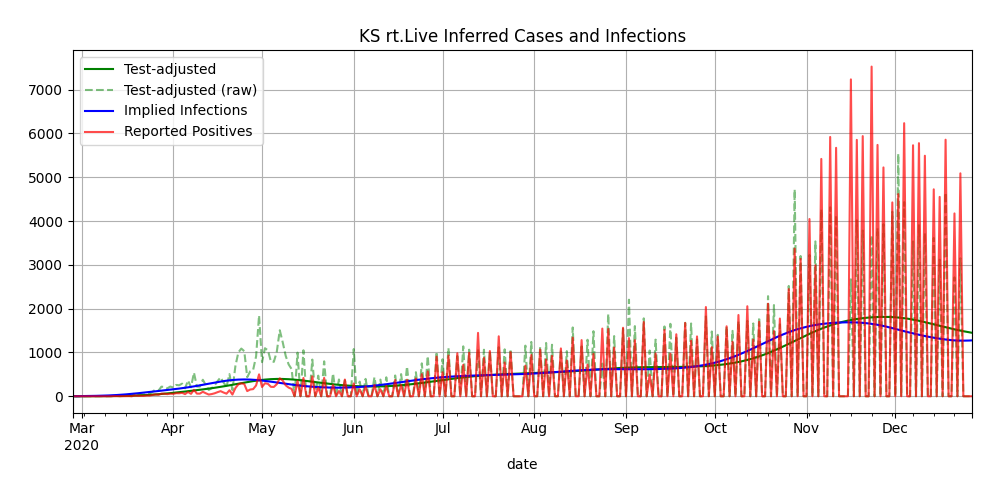 KS rt.Live Inferred Cases and Infections
Test-adjusted
Test-adjusted (raw)
Implied Infections
Reported Positives
7000
6000
5000
4000
3000
2000
1000
0
Mar Apr May Jun Jul Aug Sep Oct Nov Dec
2020
date